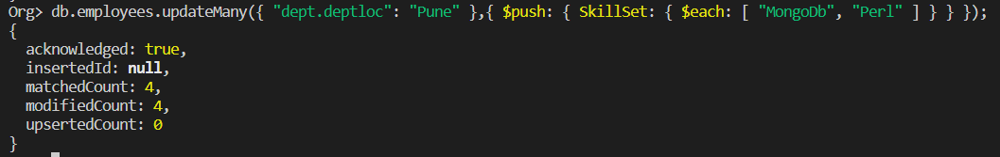 Org> db.employees.updateMany({ "dept.deptloc": "Pune" },{ $push: { SkillSet: { $each: [ "MongoDb", "Perl" ] } } });
{
  acknowledged: true,
  insertedId: null,
  matchedCount: 4,
  modifiedCount: 4,
  upsertedCount: 0
}